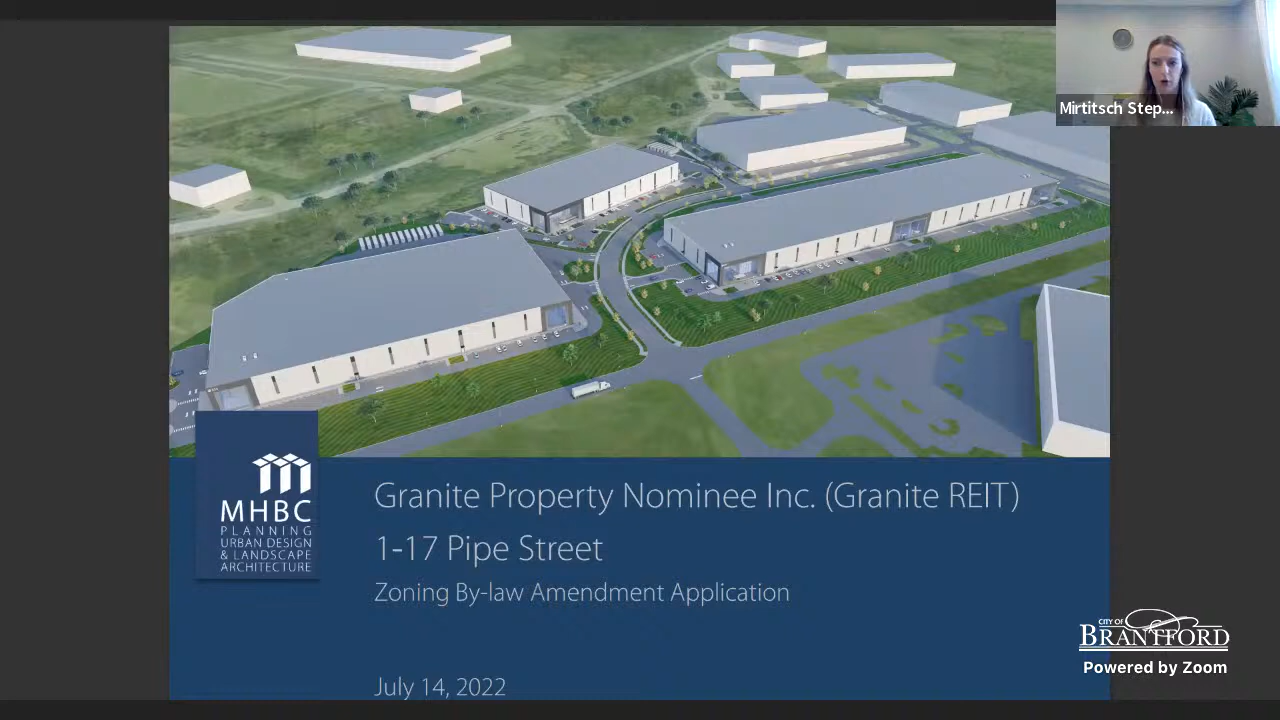 Mirtitsch Step...
Granite Property Nominee Inc. (Granite REIT)
1-17 Pipe Street
Zoning By-law Amendment Application
July 14, 2022
MHBC
PLANNING
URBAN DESIGN
& LANDSCAPE
ARCHITECTURE
CITY OF
BRANTFORD
Powered by Zoom